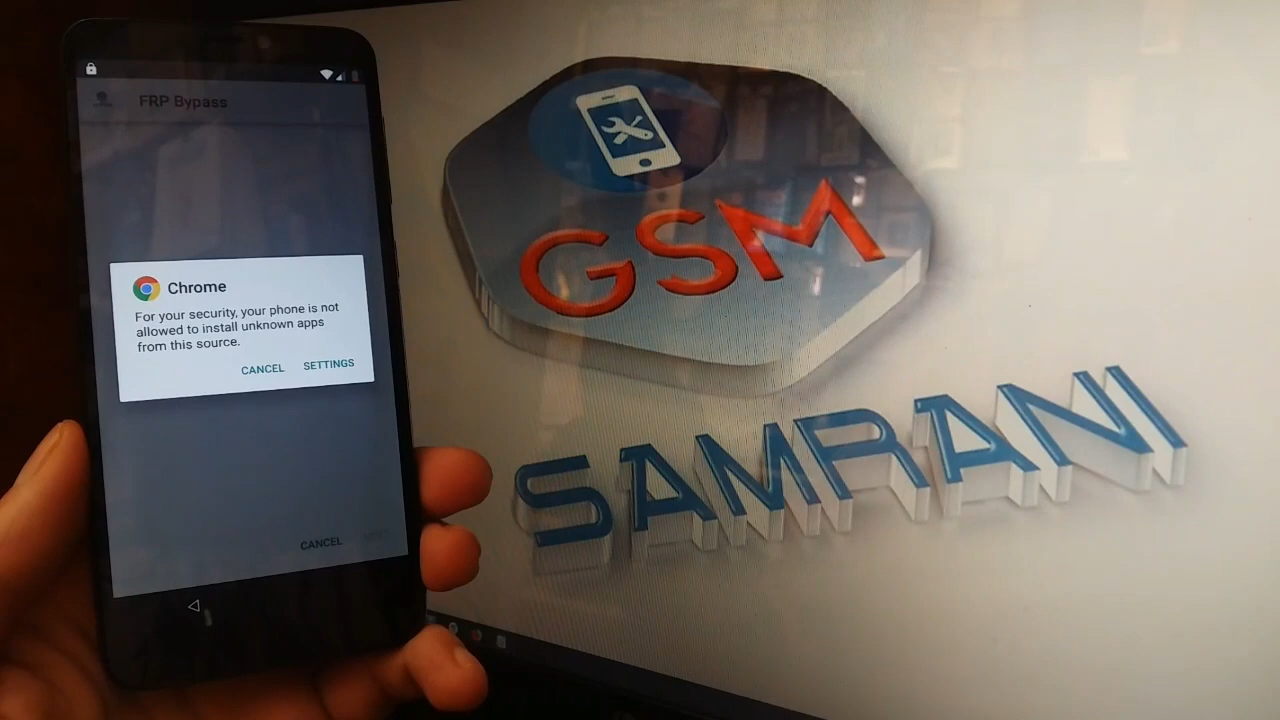 FRP Bypass
Chrome
For your security, your phone is not
allowed to install unknown apps
from this source.
CANCEL SETTINGS
CANCEL
GSM
SAMRANI